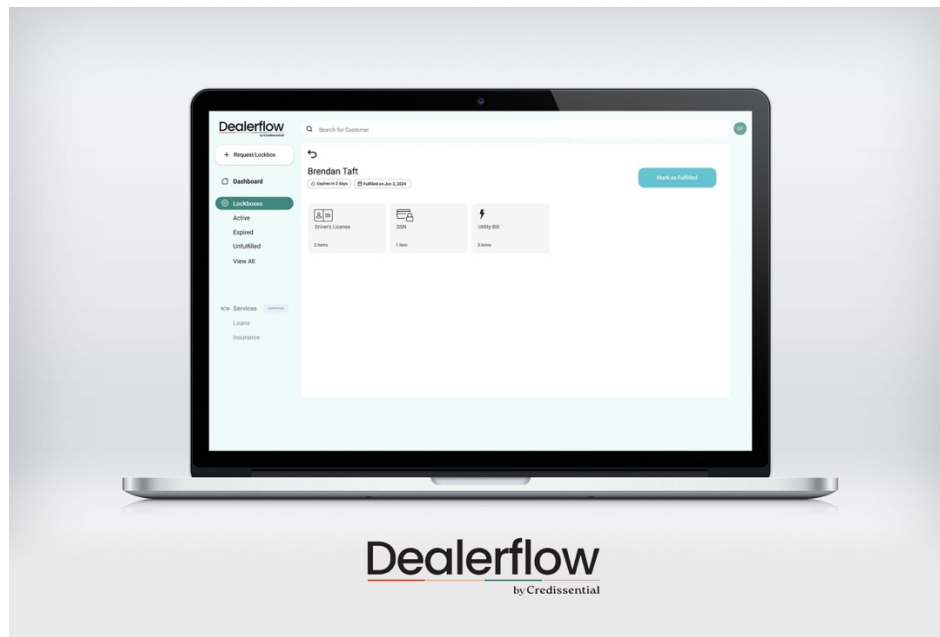 Dealerflow
by Credissential
Search for Customer
+ Request Lockbox
Dashboard
Lockboxes
Active
Expired
Unfulfilled
View All
Services
Loans
Insurance
Brendan Taft
Expires in 2 days
Fulfilled on Jun 2, 2024
Mark as Fulfilled
Driver's License
2 items
SSN
1 item
Utility Bill
3 items
Dealerflow
by Credissential